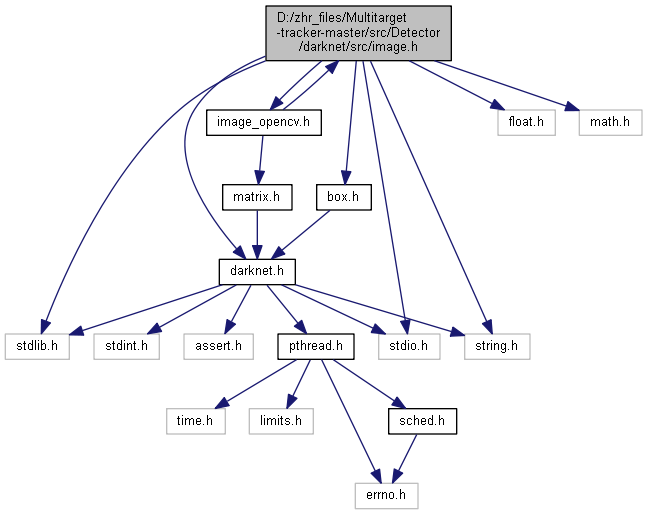 D:/zhr_files/Multitarget
-tracker-master/src/Detector
/darknet/src/image.h
image_opencv.h
float.h
math.h
matrix.h
box.h
darknet.h
stdlib.h
stdint.h
assert.h
pthread.h
stdio.h
string.h
time.h
limits.h
sched.h
errno.h